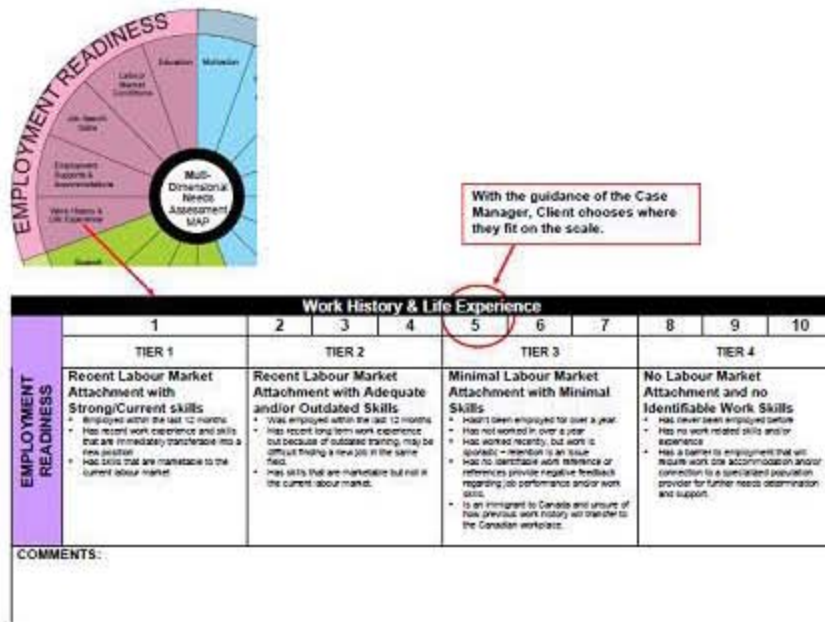 EMPLOYMENT READINESS
Education
Motivation
Labour
Market
Conditions
Job Search
Skills
Employment
Supports &
Accommodations
Work History &
Life Experience
Multi-
Dimensional
Needs
Assessment
MAP
With the guidance of the Case
Manager, Client chooses where
they fit on the scale.
Work History & Life Experience
1 2 3 4 5 6 7 8 9 10
TIER 1 TIER 2 TIER 3 TIER 4
EMPLOYMENT
READINESS
Recent Labour Market
Attachment with
Strong/Current skills
• Employed within the last 12 months
• Has recent work experience and skills
that are immediately transferable into a
new position
• Has skills that are marketable to the
current labour market
Recent Labour Market
Attachment with Adequate
and/or Outdated Skills
• Was employed within the last 12 months
• Has recent long term work experience
but because of outdated training, may be
difficult finding a new job in the same
field.
• Has skills that are marketable but not in
the current labour market.
Minimal Labour Market
Attachment with Minimal
Skills
• Hasn't been employed for over a year.
• Has not worked in over a year
• Has worked recently, but work is
sporadic – retention is an issue
• Has no identifiable work reference or
references provide negative feedback
regarding job performance and/or work
skills.
• Is an immigrant to Canada and unsure of
how previous work history will transfer to
the Canadian workplace.
No Labour Market
Attachment and no
Identifiable Work Skills
• Has never been employed before
• Has no work related skills and/or
experience
• Has a barrier to employment that will
require work site accommodation and/or
connection to a specialized population
provider for further needs determination
and support.
COMMENTS: